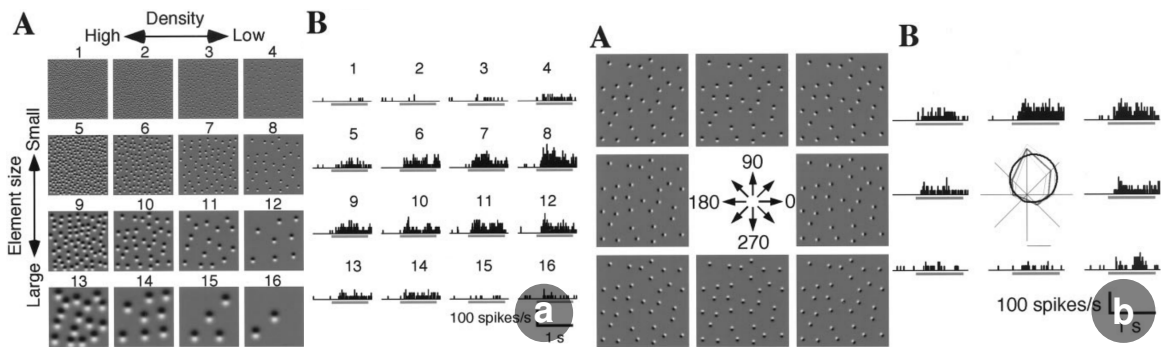 A
Density
High Low
1 2 3 4
Small
5 6 7 8
Element size
9 10 11 12
Large
13 14 15 16
B
1 2 3 4
5 6 7 8
9 10 11 12
13 14 15 16
100 spikes/s
1 s
a
A
90
180 0
270
B
100 spikes/s
1 s
b